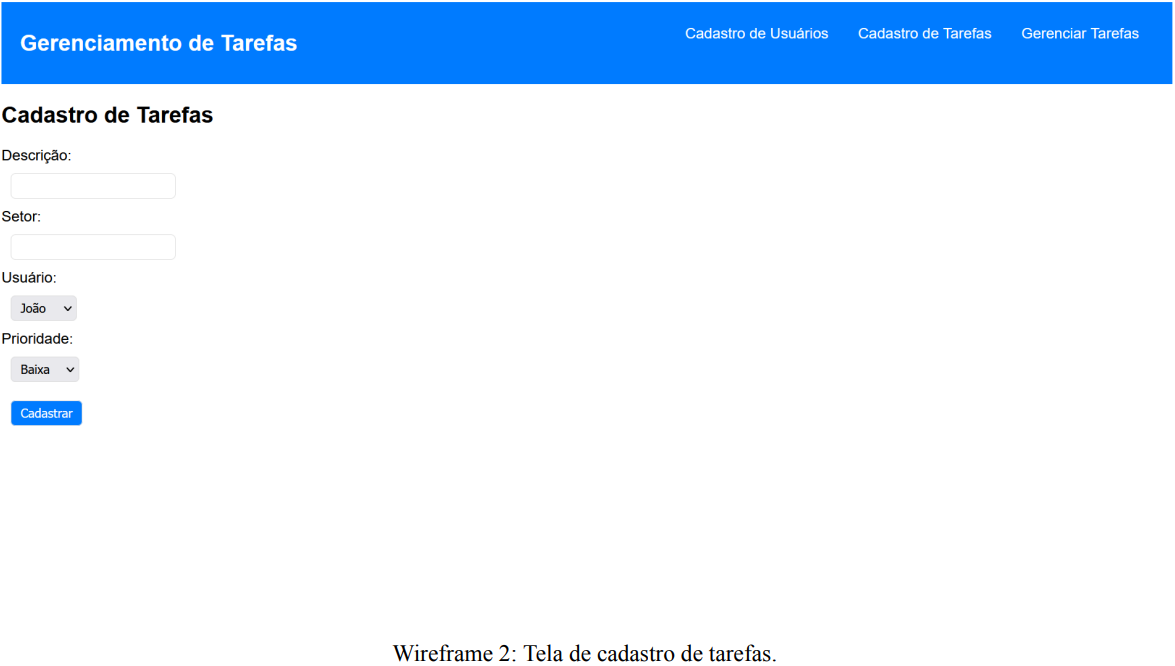 Gerenciamento de Tarefas
Cadastro de Usuários
Cadastro de Tarefas
Gerenciar Tarefas
Cadastro de Tarefas
Descrição:
Setor:
Usuário:
João
Prioridade:
Baixa
Cadastrar
Wireframe 2: Tela de cadastro de tarefas.